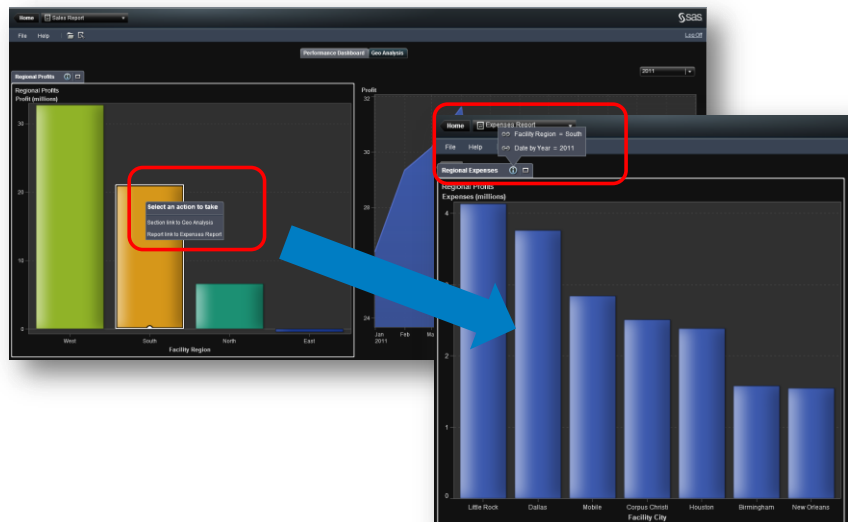 Home Sales Report
sas
File Help
Log Off
Performance Dashboard Geo Analysis
2011
Regional Profits
Regional Profits
Profit (millions)
30
20
10
0
West South North East
Facility Region
Select an action to take
Section link to Geo Analysis
Report link to Expenses Report
Profit
32
30
28
24
Jan Feb
2011
Home Expenses Report
File Help
Facility Region = South
Date by Year = 2011
Regional Expenses
Regional Profits
Expenses (millions)
4
2
1
0
Little Rock Dallas Mobile Corpus Christi Houston Birmingham New Orleans
Facility City